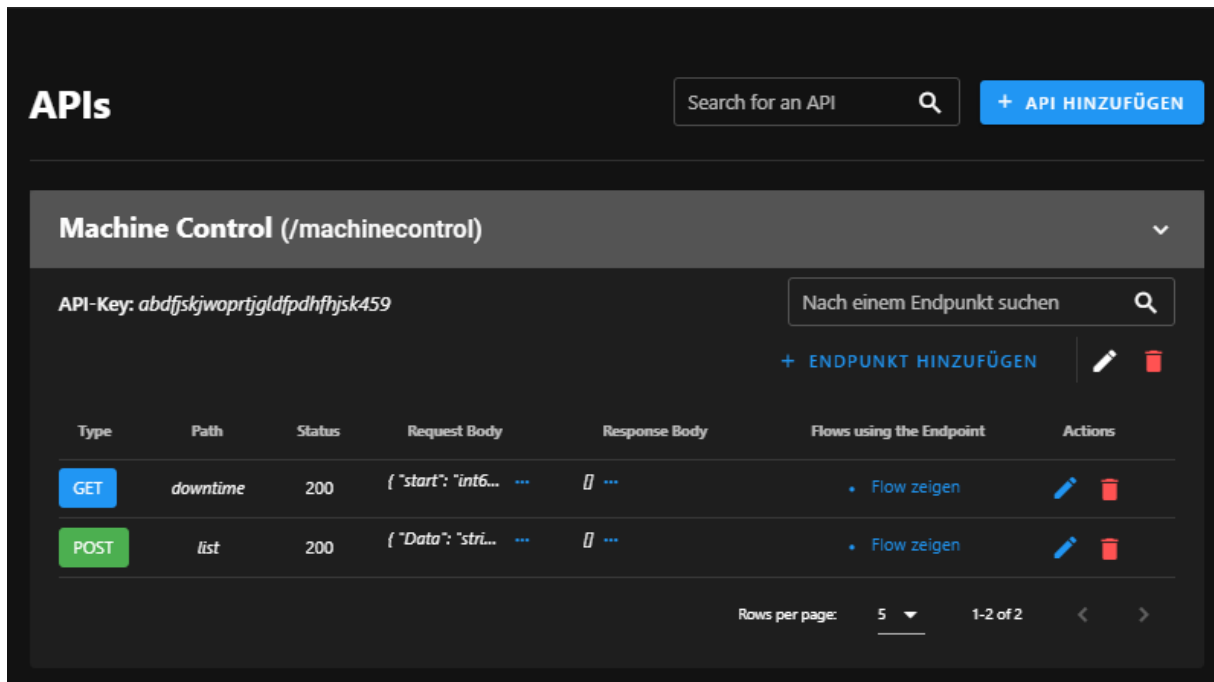 APIs
Search for an API
+ API HINZUFÜGEN
Machine Control (/machinecontrol)
API-Key: abdfjskjwoprtjgldfpdhfhjsk459
Nach einem Endpunkt suchen
+ ENDPUNKT HINZUFÜGEN
Type Path Status Request Body Response Body Flows using the Endpoint Actions
GET downtime 200 { "start": "int6... ••• [] ••• • Flow zeigen
POST list 200 { "Data": "stri... ••• [] ••• • Flow zeigen
Rows per page: 5 1-2 of 2